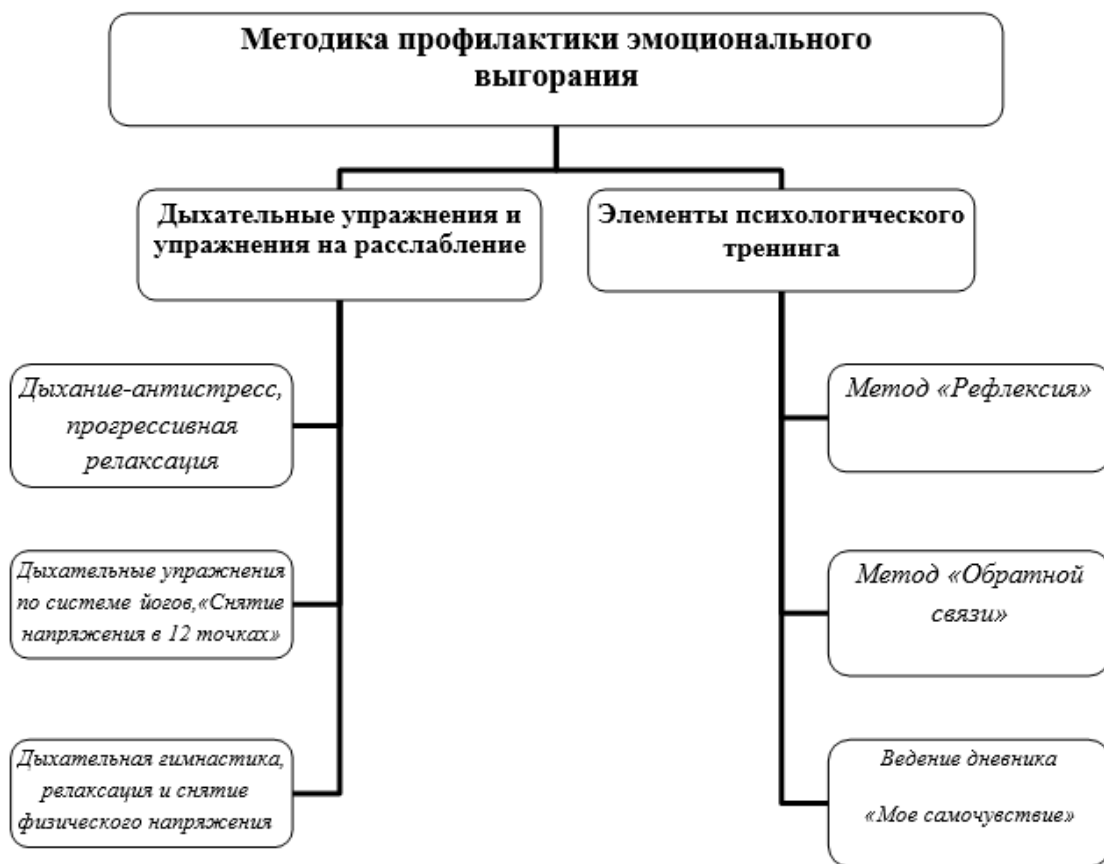 Методика профилактики эмоционального
выгорания
Дыхательные упражнения и
упражнения на расслабление
Элементы психологического
тренинга
Дыхание-антистресс,
прогрессивная
релаксация
Дыхательные упражнения
по системе йогов,«Снятие
напряжения в 12 точках»
Дыхательная гимнастика,
релаксация и снятие
физического напряжения
Метод «Рефлексия»
Метод «Обратной
связи»
Ведение дневника
«Мое самочувствие»